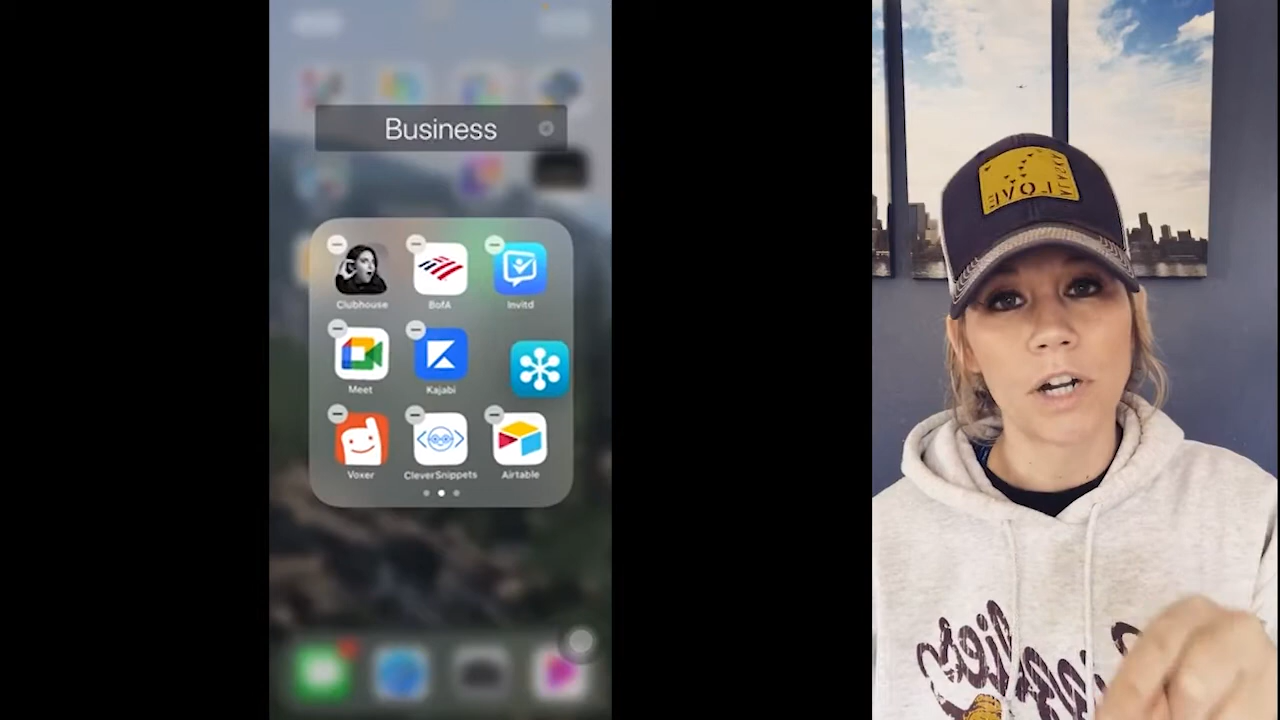 Business
Clubhouse
BofA
Invitd
Meet
Kajabi
Voxer
CleverSnippets
Airtable